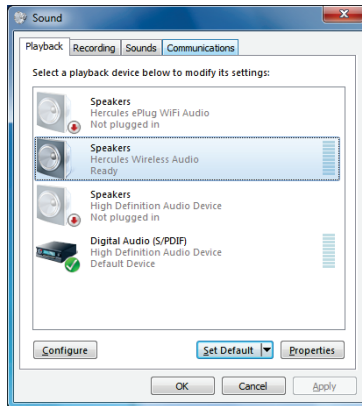 Sound
Playback Recording Sounds Communications
Select a playback device below to modify its settings:
Speakers
Hercules ePlug WiFi Audio
Not plugged in
Speakers
Hercules Wireless Audio
Ready
Speakers
High Definition Audio Device
Not plugged in
Digital Audio (S/PDIF)
High Definition Audio Device
Default Device
Configure Set Default Properties
OK Cancel Apply